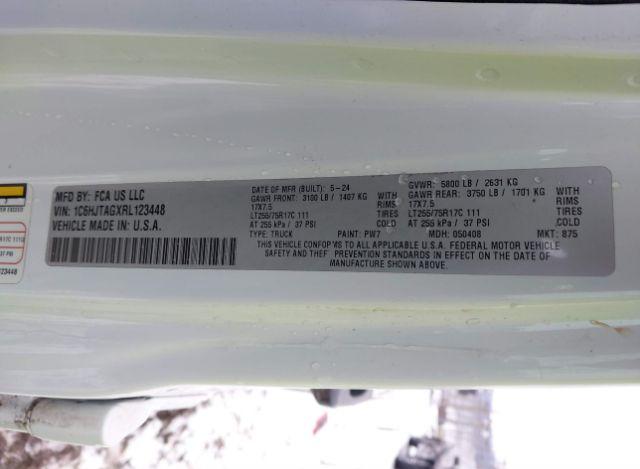 MFD BY: FCA US LLC
VIN: 1C6HJTAGXRL123448
VEHICLE MADE IN: U.S.A.
DATE OF MFR (BUILT): 5-24
GAWR FRONT: 3100 LB / 1407 KG WITH
17X7.5 RIMS
LT255/75R17C 111 TIRES
AT 255 kPa / 37 PSI COLD
TYPE: TRUCK PAINT: PW7
GVWR: 5800 LB / 2631 KG
GAWR REAR: 3750 LB / 1701 KG WITH
17X7.5 RIMS
LT255/75R17C 111 TIRES
AT 255 kPa / 37 PSI COLD
MDH: 050408 MKT: 875
THIS VEHICLE CONFORMS TO ALL APPLICABLE U.S.A. FEDERAL MOTOR VEHICLE
SAFETY AND THEFT PREVENTION STANDARDS IN EFFECT ON THE DATE OF
MANUFACTURE SHOWN ABOVE.
123448